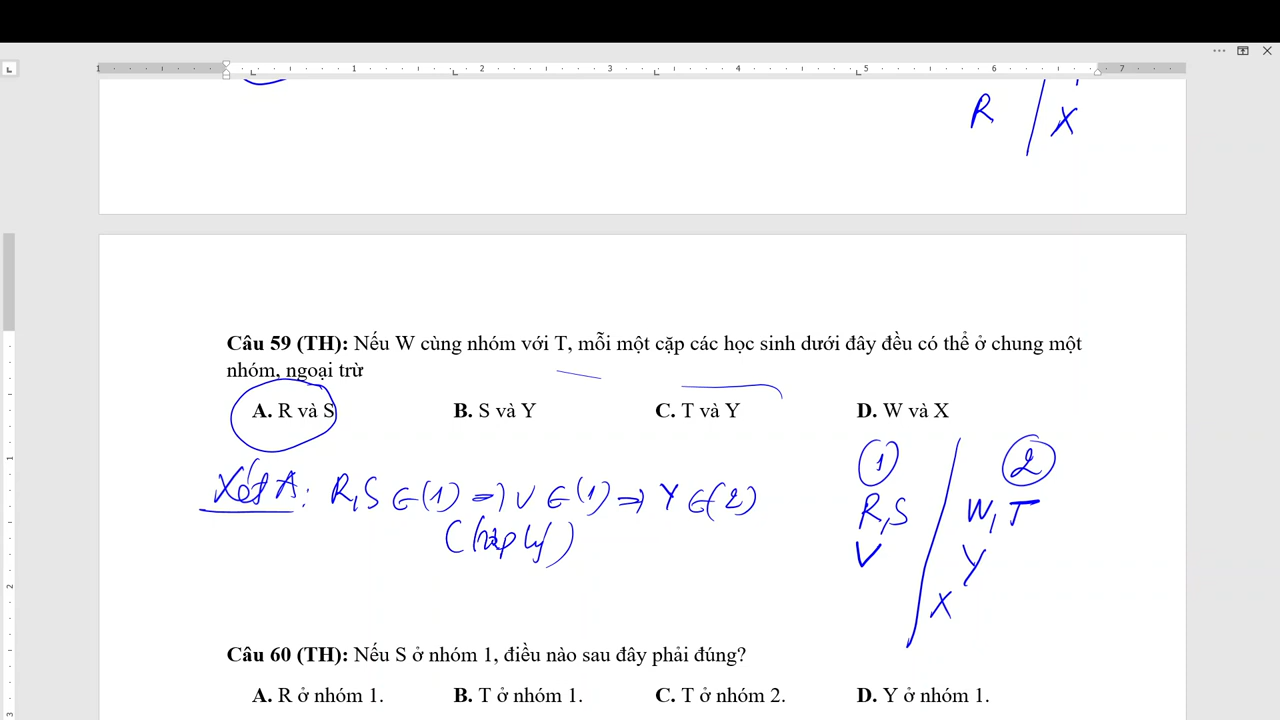 R X
Câu 59 (TH): Nếu W cùng nhóm với T, mỗi một cặp các học sinh dưới đây đều có thể ở chung một
nhóm, ngoại trừ
A. R và S B. S và Y C. T và Y D. W và X
1 2
Xét A: R,S ∈ (1) => V ∈ (1) => Y ∈ (2)
R,S W, T
(hợp lý)
V Y
X
Câu 60 (TH): Nếu S ở nhóm 1, điều nào sau đây phải đúng?
A. R ở nhóm 1. B. T ở nhóm 1. C. T ở nhóm 2. D. Y ở nhóm 1.